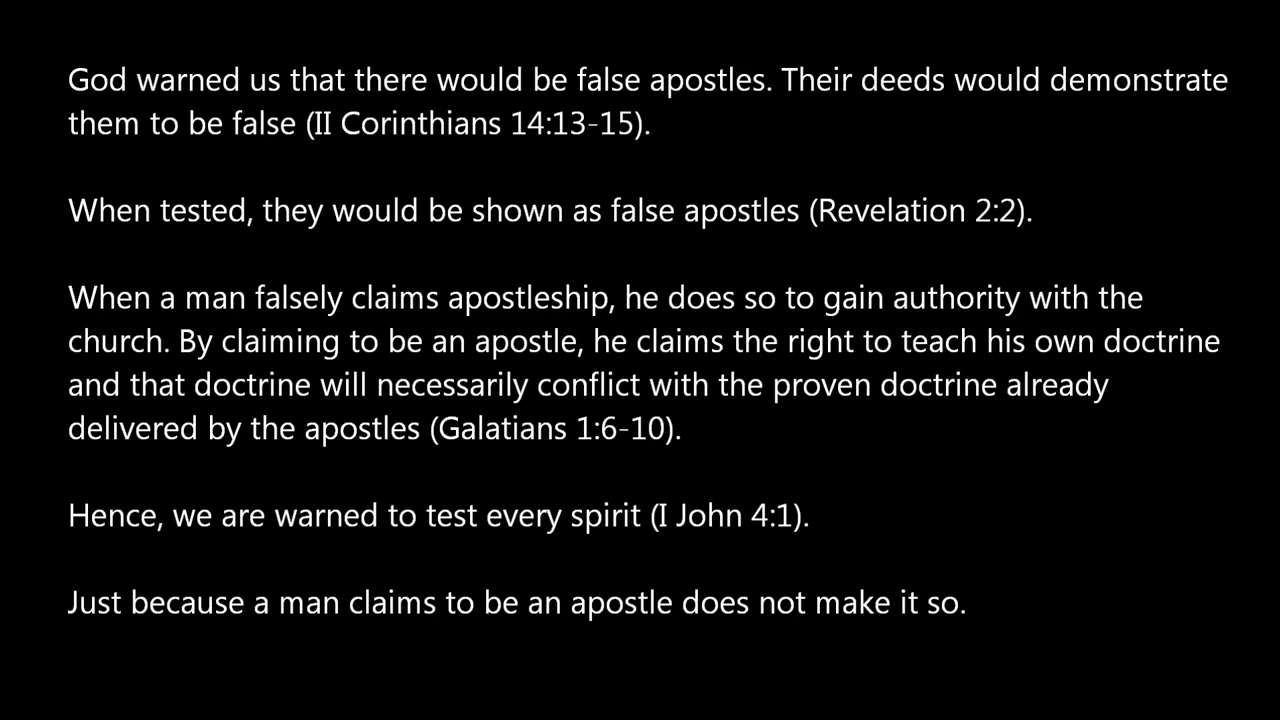 God warned us that there would be false apostles. Their deeds would demonstrate
them to be false (II Corinthians 14:13-15).
When tested, they would be shown as false apostles (Revelation 2:2).
When a man falsely claims apostleship, he does so to gain authority with the
church. By claiming to be an apostle, he claims the right to teach his own doctrine
and that doctrine will necessarily conflict with the proven doctrine already
delivered by the apostles (Galatians 1:6-10).
Hence, we are warned to test every spirit (I John 4:1).
Just because a man claims to be an apostle does not make it so.